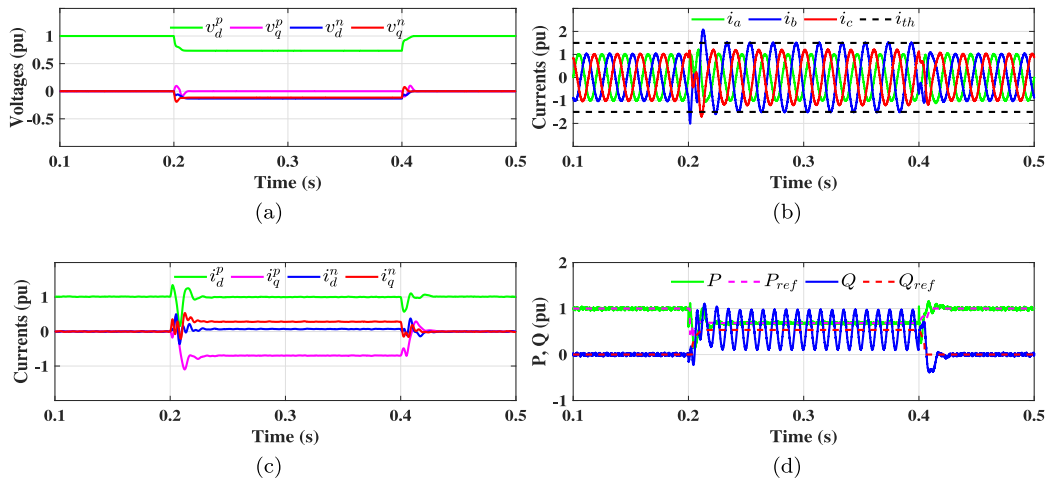 v_d^p v_q^p v_d^n v_q^n
Voltages (pu)
1
0
-0.5
0.1 0.2 0.3 0.4 0.5
Time (s)
(a)
i_a i_b i_c i_th
Currents (pu)
2
1
0
-1
-2
0.1 0.2 0.3 0.4 0.5
Time (s)
(b)
i_d^p i_q^p i_d^n i_q^n
Currents (pu)
1
0
-1
0.1 0.2 0.3 0.4 0.5
Time (s)
(c)
P P_ref Q Q_ref
P, Q (pu)
2
1
0
-1
0.1 0.2 0.3 0.4 0.5
Time (s)
(d)